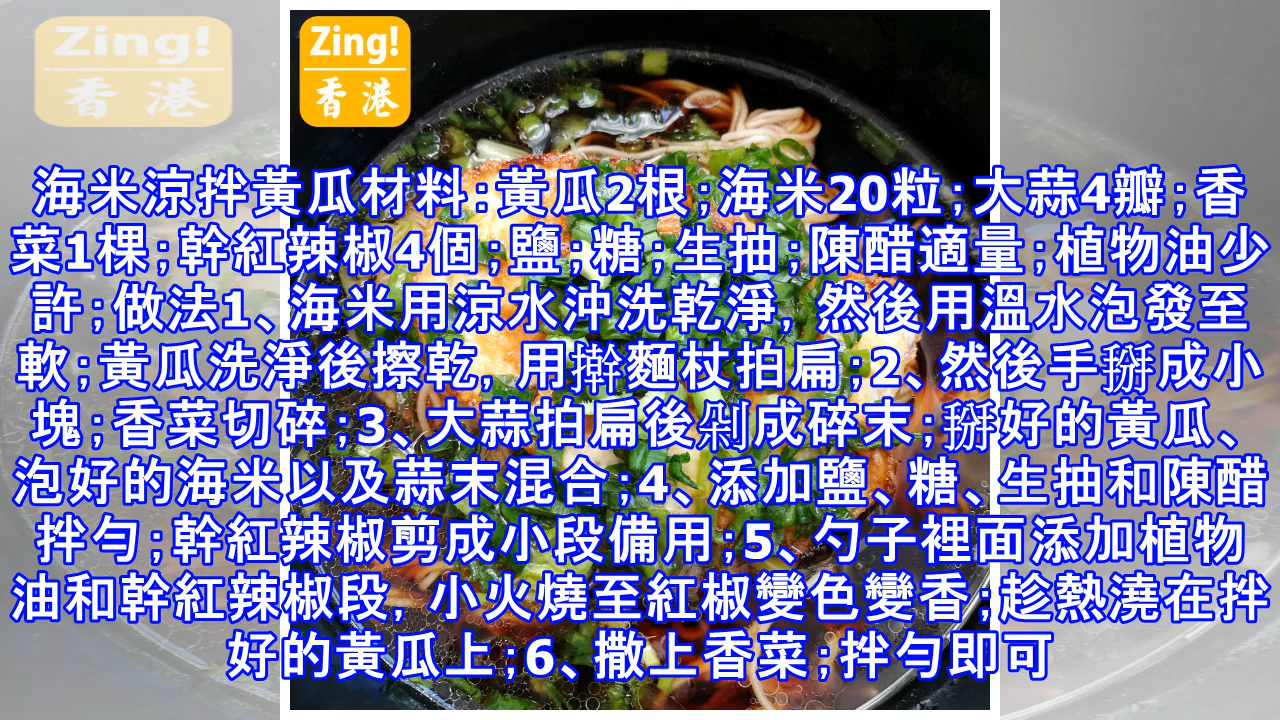 Zing!
香港
Zing!
香港
海米涼拌黃瓜材料:黃瓜2根;海米20粒;大蒜4瓣;香
菜1棵;幹紅辣椒4個;鹽;糖;生抽;陳醋適量;植物油少
許;做法1、海米用涼水沖洗乾淨, 然後用溫水泡發至
軟;黃瓜洗淨後擦乾, 用擀麵杖拍扁;2、然後手掰成小
塊;香菜切碎;3、大蒜拍扁後剁成碎末;掰好的黃瓜、
泡好的海米以及蒜末混合;4、添加鹽、糖、生抽和陳醋
拌勻;幹紅辣椒剪成小段備用;5、勺子裡面添加植物
油和幹紅辣椒段, 小火燒至紅椒變色變香;趁熱澆在拌
好的黃瓜上;6、撒上香菜;拌勻即可